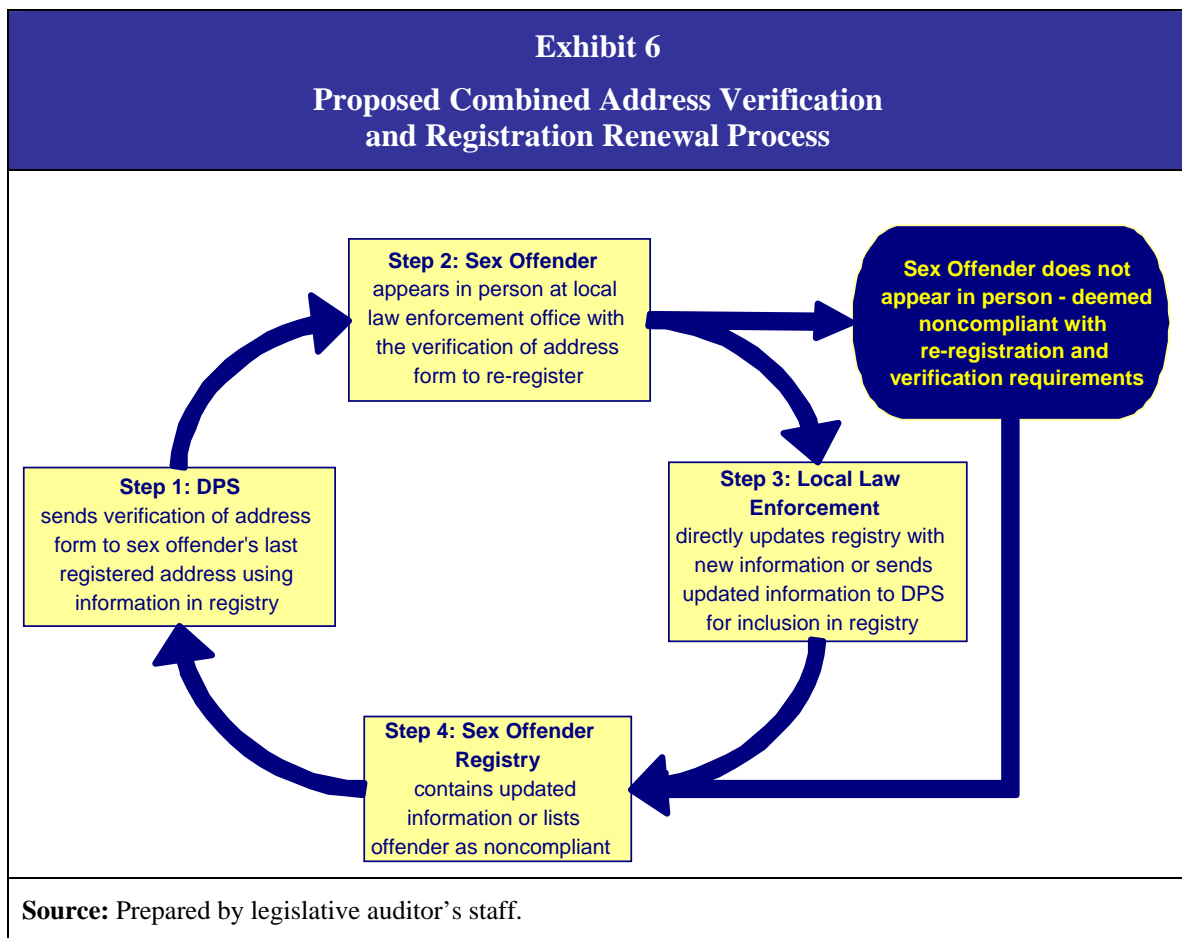 Exhibit 6
Proposed Combined Address Verification
and Registration Renewal Process
Step 2: Sex Offender
appears in person at local
law enforcement office with
the verification of address
form to re-register
Sex Offender does not
appear in person - deemed
noncompliant with
re-registration and
verification requirements
Step 1: DPS
sends verification of address
form to sex offender's last
registered address using
information in registry
Step 3: Local Law
Enforcement
directly updates registry with
new information or sends
updated information to DPS
for inclusion in registry
Step 4: Sex Offender
Registry
contains updated
information or lists
offender as noncompliant
Source: Prepared by legislative auditor’s staff.